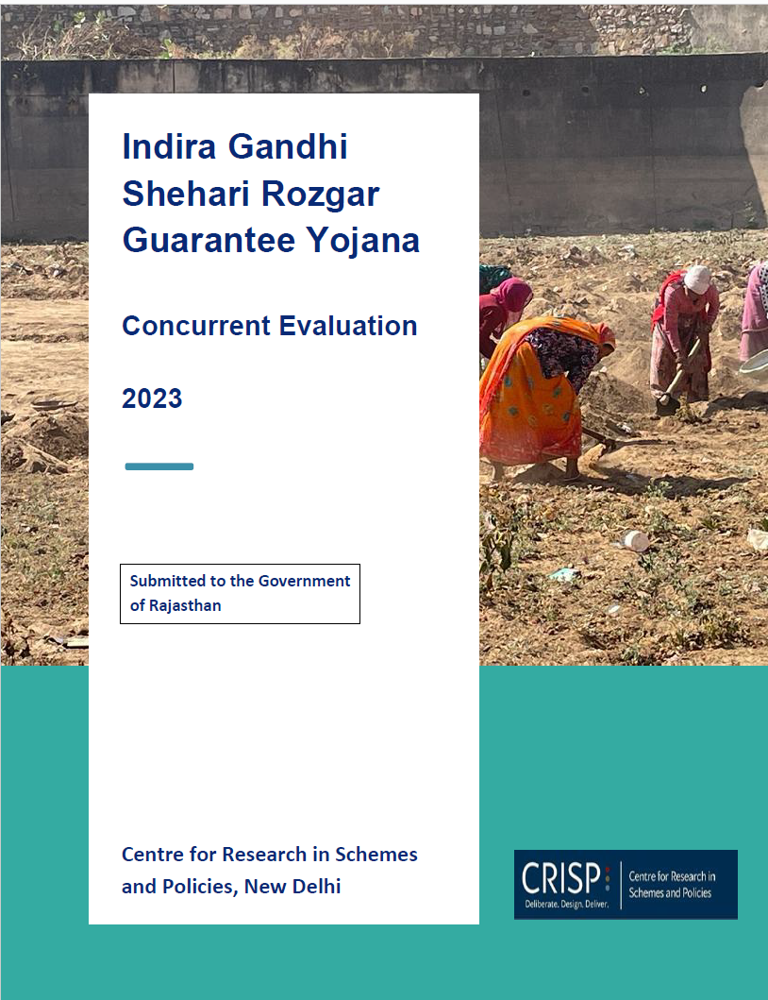 Indira Gandhi
Shehari Rozgar
Guarantee Yojana
Concurrent Evaluation
2023
Submitted to the Government
of Rajasthan
Centre for Research in Schemes
and Policies, New Delhi
CRISP
Deliberate. Design. Deliver.
Centre for Research in
Schemes and Policies